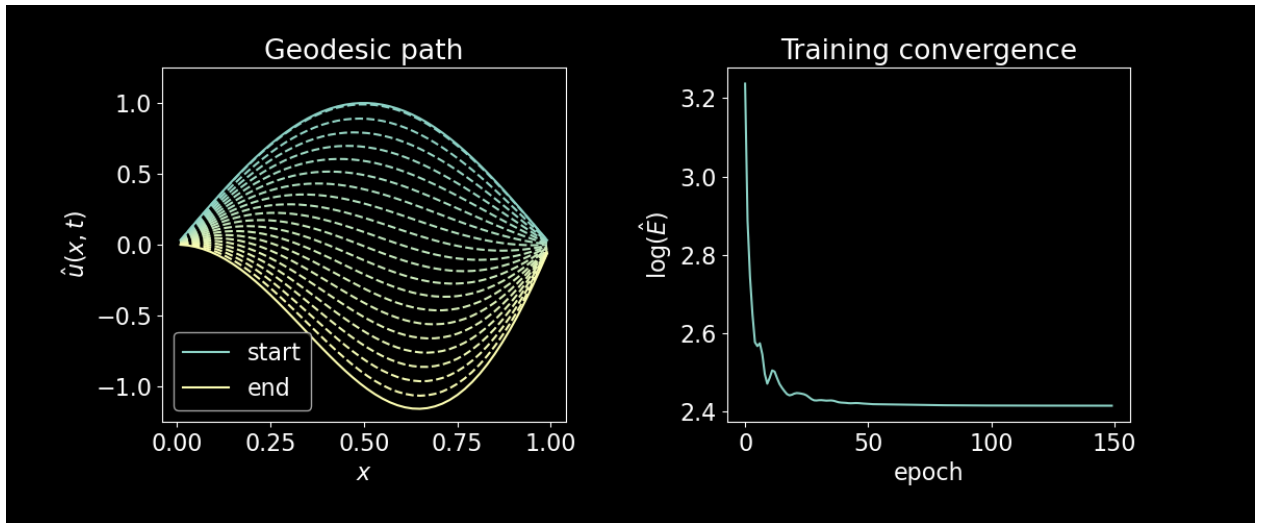 Geodesic path
û(x, t)
1.0
0.5
0.0
−0.5
−1.0
start
end
0.00 0.25 0.50 0.75 1.00
x
Training convergence
log(Ê)
3.2
3.0
2.8
2.6
2.4
0 50 100 150
epoch